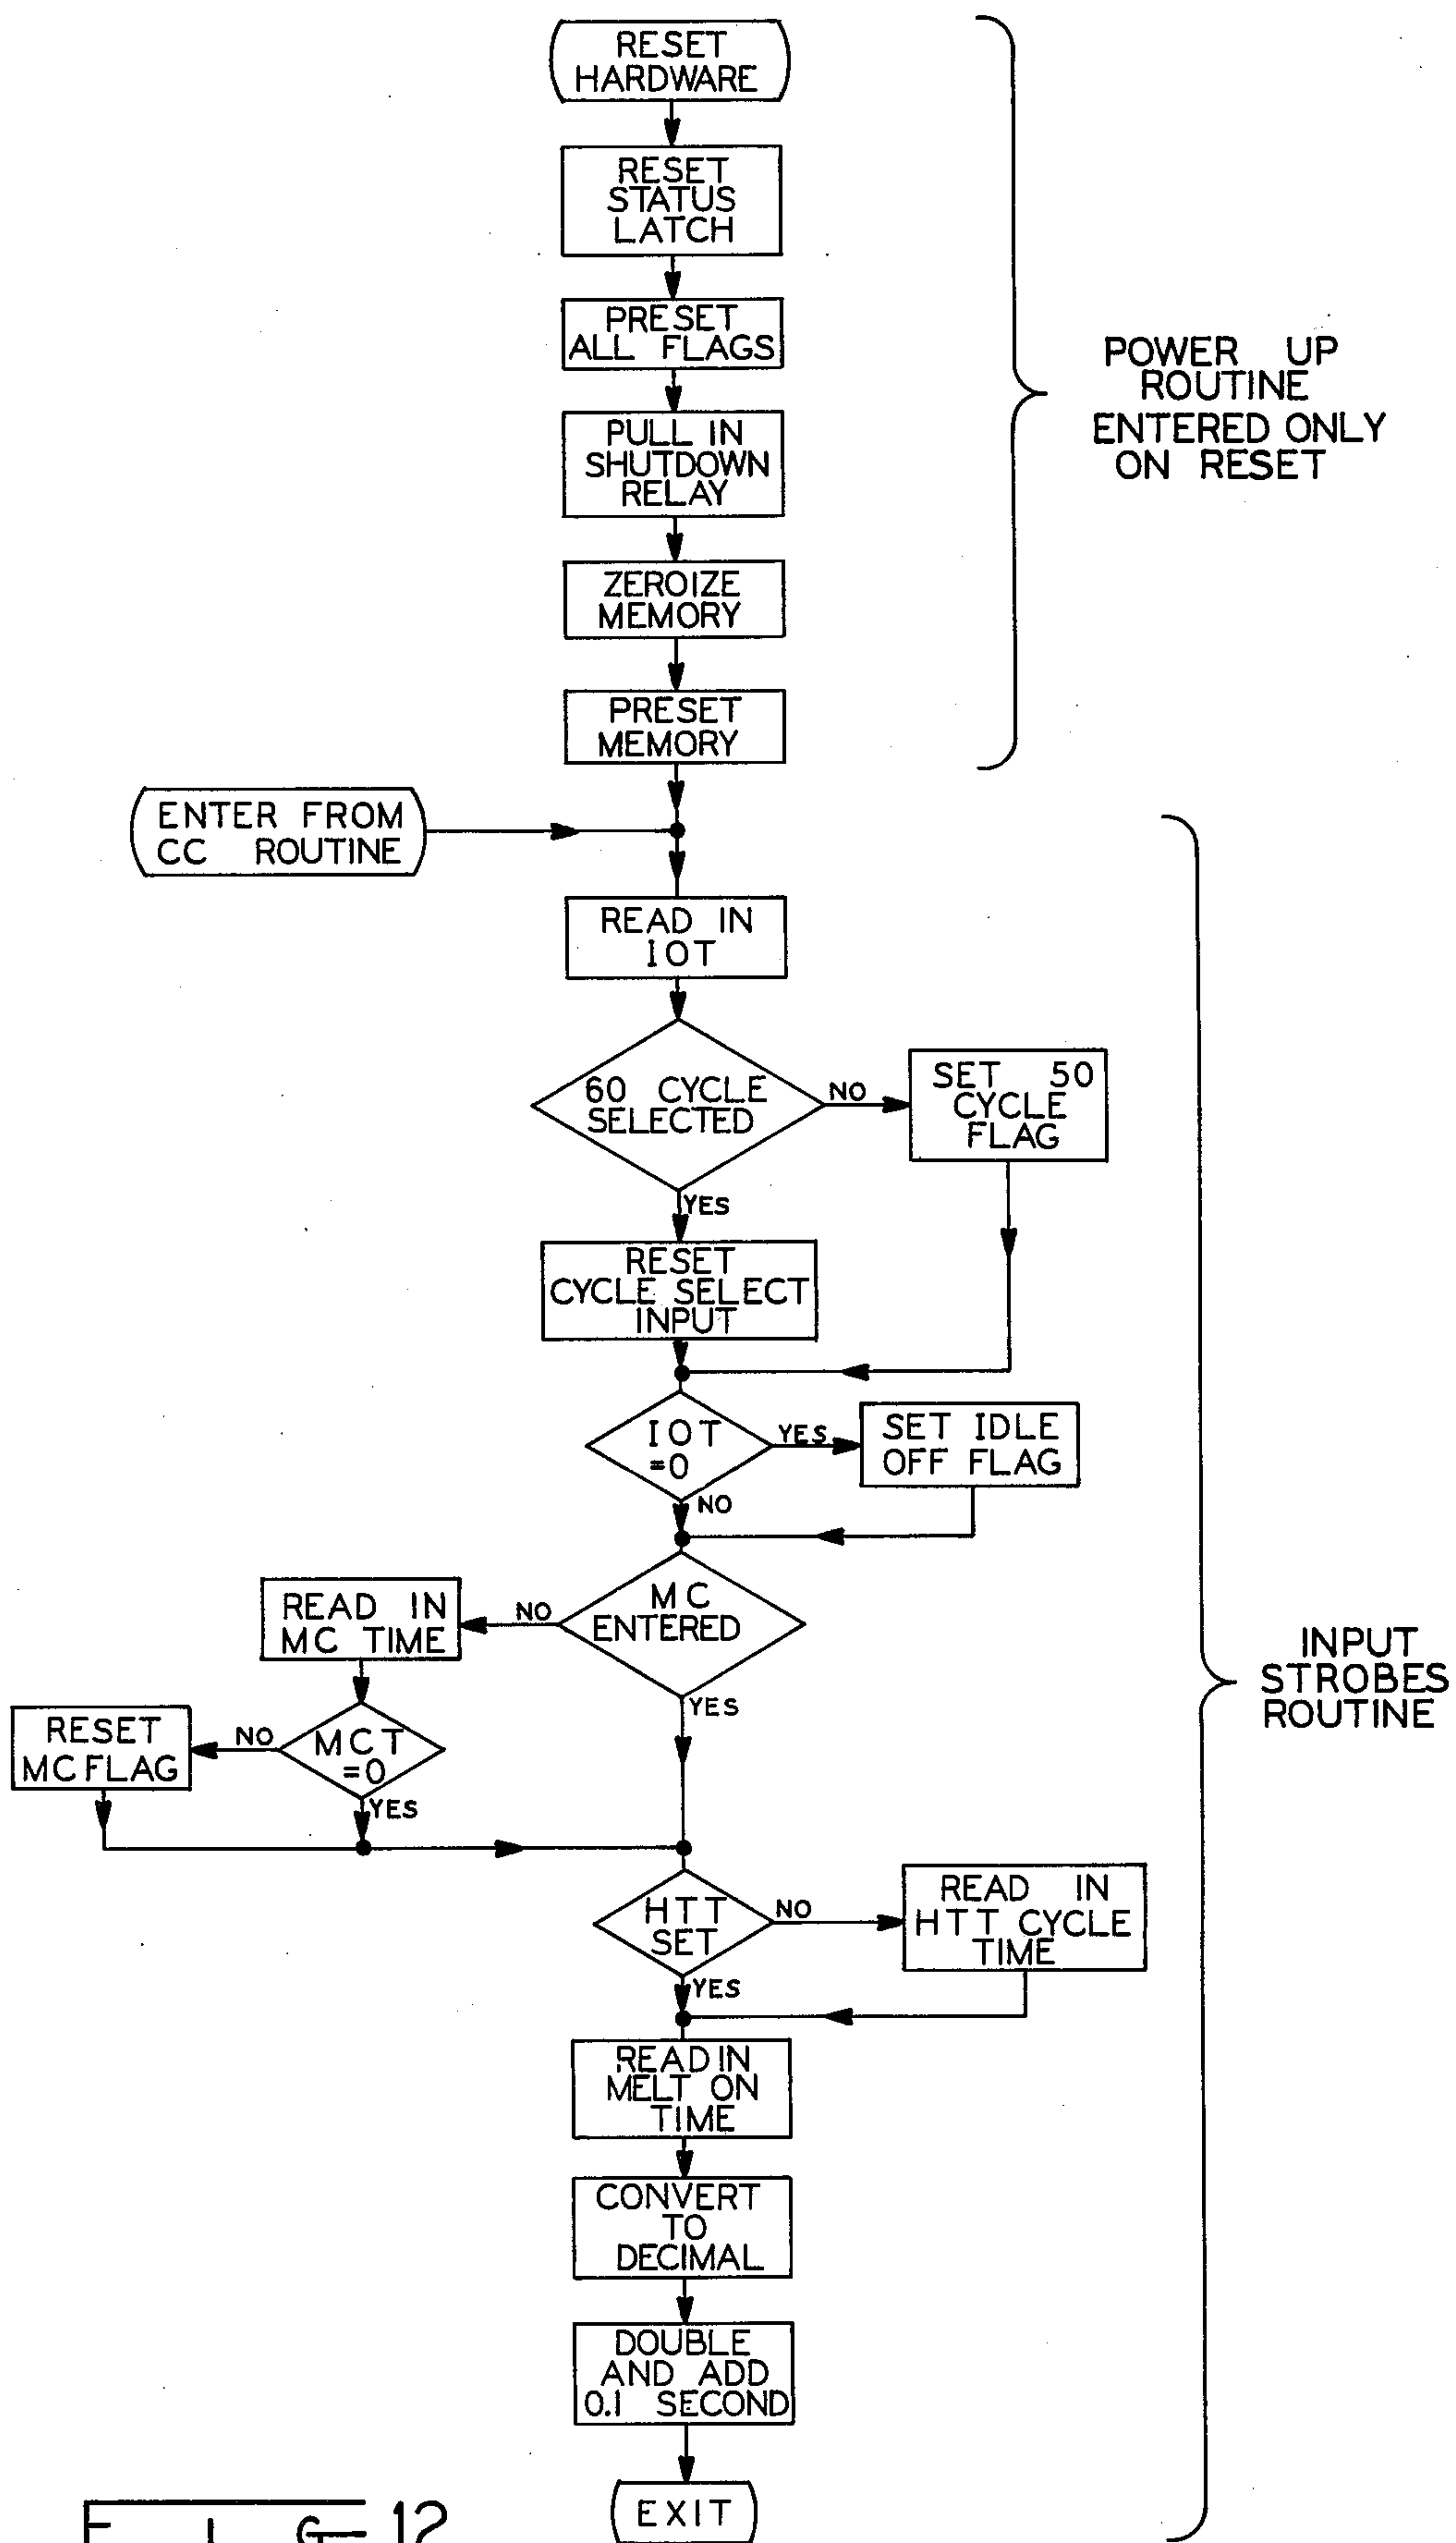 RESET
HARDWARE
RESET
STATUS
LATCH
PRESET
ALL FLAGS
PULL IN
SHUTDOWN
RELAY
ZEROIZE
MEMORY
PRESET
MEMORY
POWER UP
ROUTINE
ENTERED ONLY
ON RESET
ENTER FROM
CC ROUTINE
READ IN
IOT
60 CYCLE
SELECTED
NO
SET 50
CYCLE
FLAG
YES
RESET
CYCLE SELECT
INPUT
IOT
=0
YES
SET IDLE
OFF FLAG
NO
MC
ENTERED
NO
READ IN
MC TIME
YES
MCT
=0
NO
RESET
MC FLAG
YES
INPUT
STROBES
ROUTINE
HTT
SET
NO
READ IN
HTT CYCLE
TIME
YES
READ IN
MELT ON
TIME
CONVERT
TO
DECIMAL
DOUBLE
AND ADD
0.1 SECOND
EXIT
FIG 12